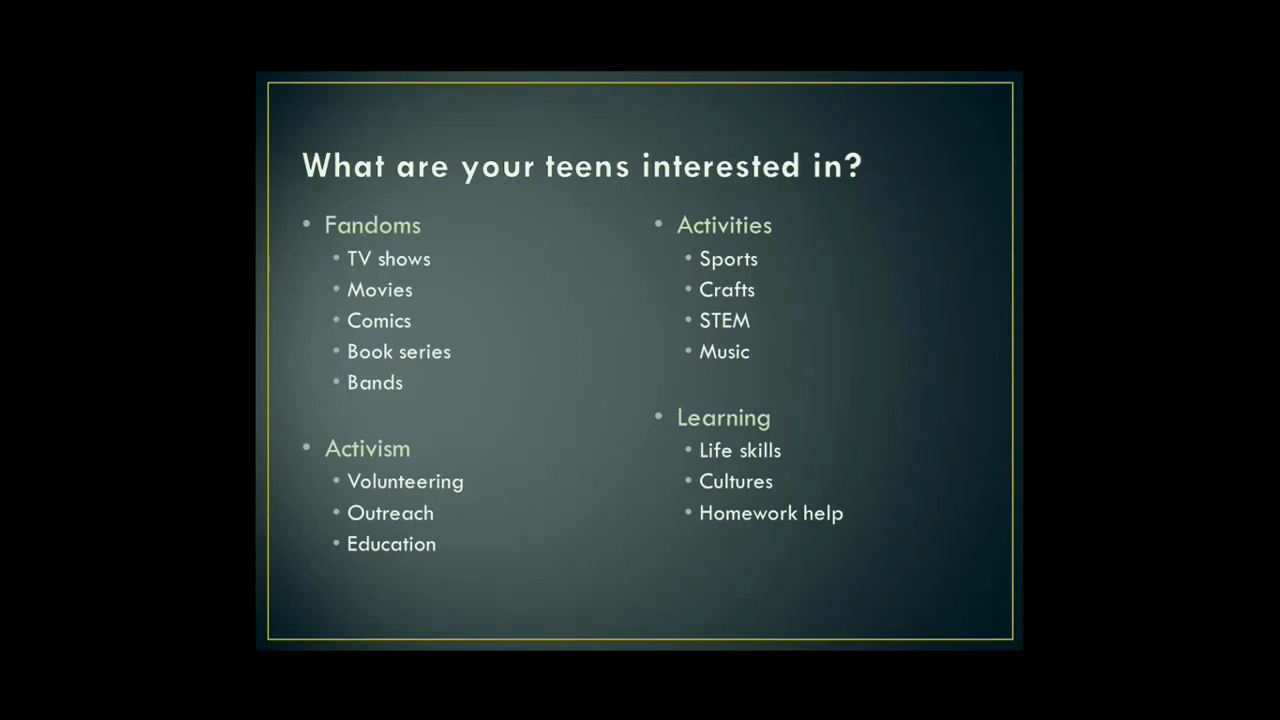 What are your teens interested in?
• Fandoms
• TV shows
• Movies
• Comics
• Book series
• Bands
• Activism
• Volunteering
• Outreach
• Education
• Activities
• Sports
• Crafts
• STEM
• Music
• Learning
• Life skills
• Cultures
• Homework help